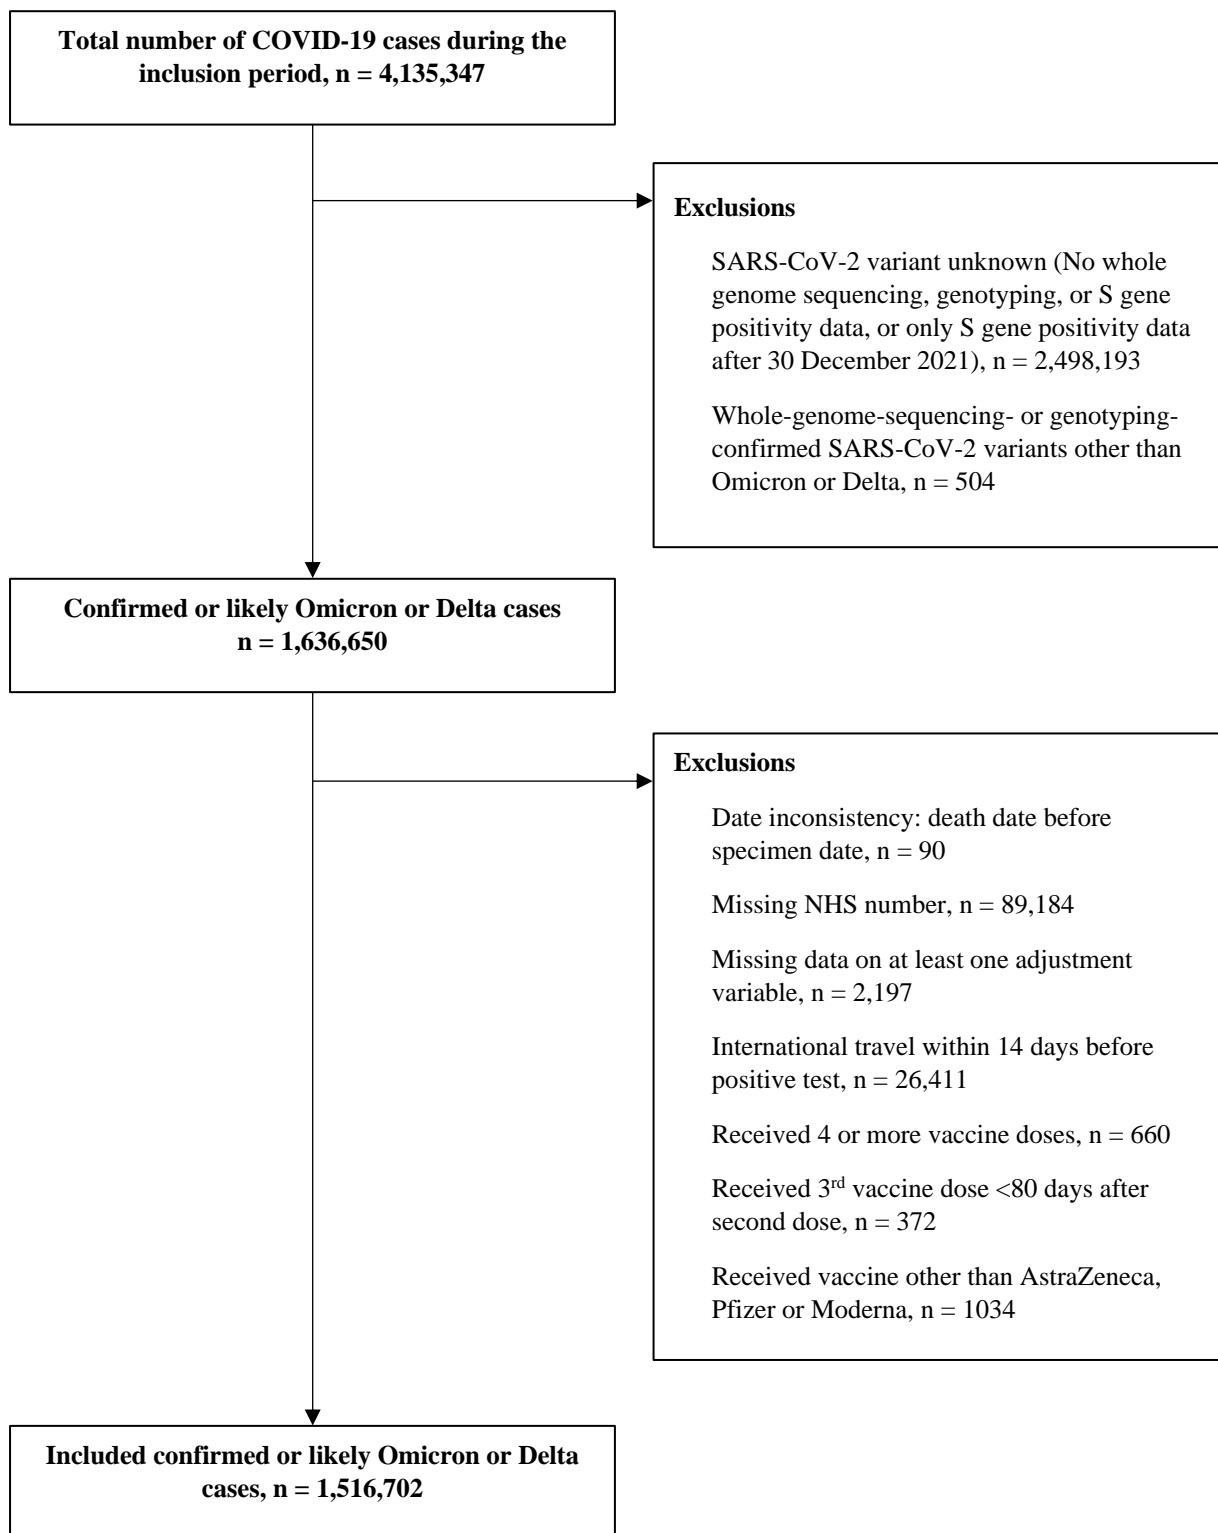 Total number of COVID-19 cases during the
inclusion period, n = 4,135,347
Exclusions
SARS-CoV-2 variant unknown (No whole
genome sequencing, genotyping, or S gene
positivity data, or only S gene positivity data
after 30 December 2021), n = 2,498,193
Whole-genome-sequencing- or genotyping-
confirmed SARS-CoV-2 variants other than
Omicron or Delta, n = 504
Confirmed or likely Omicron or Delta cases
n = 1,636,650
Exclusions
Date inconsistency: death date before
specimen date, n = 90
Missing NHS number, n = 89,184
Missing data on at least one adjustment
variable, n = 2,197
International travel within 14 days before
positive test, n = 26,411
Received 4 or more vaccine doses, n = 660
Received 3rd vaccine dose <80 days after
second dose, n = 372
Received vaccine other than AstraZeneca,
Pfizer or Moderna, n = 1034
Included confirmed or likely Omicron or Delta
cases, n = 1,516,702